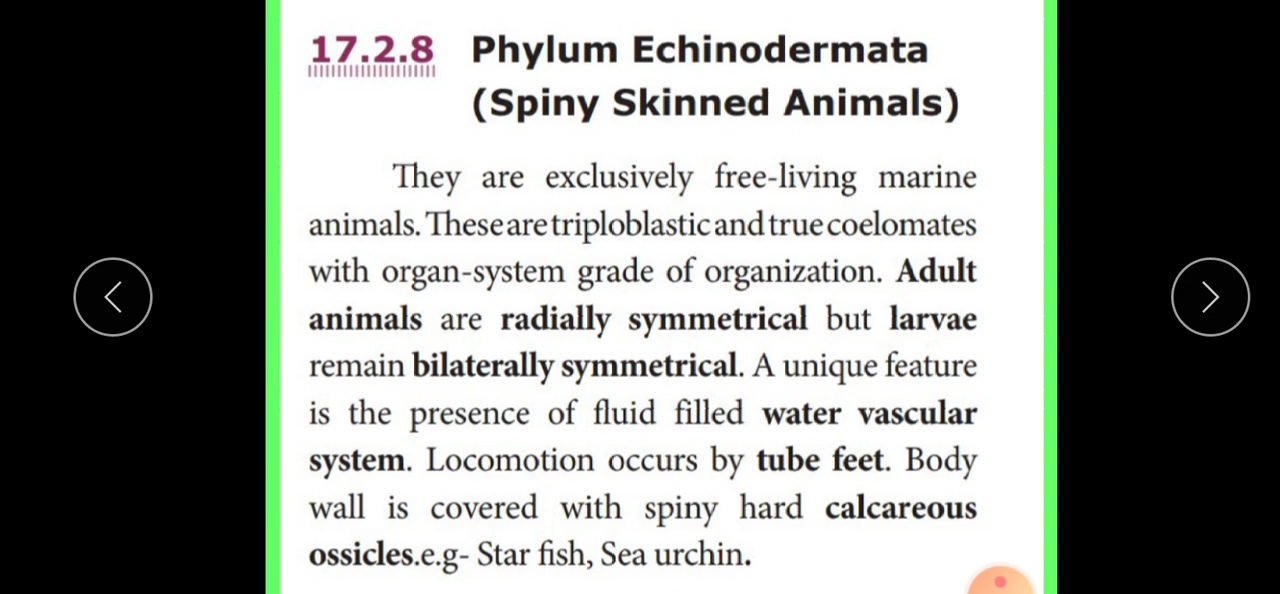 17.2.8 Phylum Echinodermata
(Spiny Skinned Animals)
They are exclusively free-living marine
animals. These are triploblastic and true coelomates
with organ-system grade of organization. Adult
animals are radially symmetrical but larvae
remain bilaterally symmetrical. A unique feature
is the presence of fluid filled water vascular
system. Locomotion occurs by tube feet. Body
wall is covered with spiny hard calcareous
ossicles.e.g- Star fish, Sea urchin.